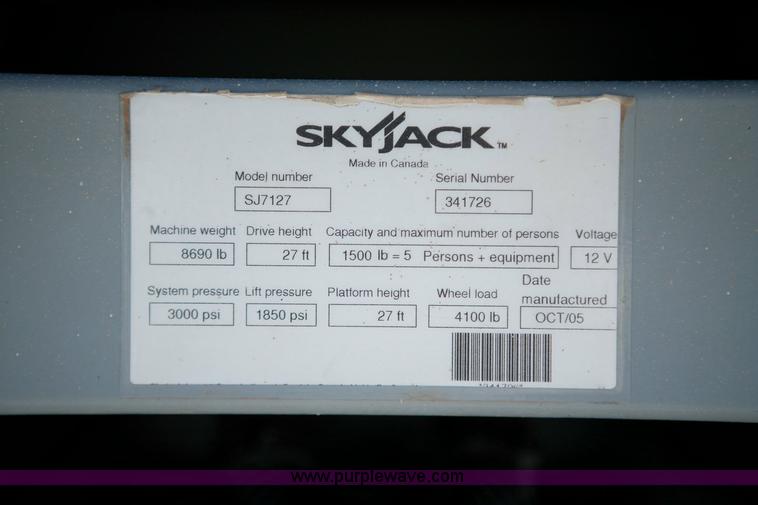 SKYJACK™
Made in Canada
Model number Serial Number
SJ7127 341726
Machine weight Drive height Capacity and maximum number of persons Voltage
8690 lb 27 ft 1500 lb = 5 Persons + equipment 12 V
System pressure Lift pressure Platform height Wheel load Date manufactured
3000 psi 1850 psi 27 ft 4100 lb OCT/05
www.purplewave.com